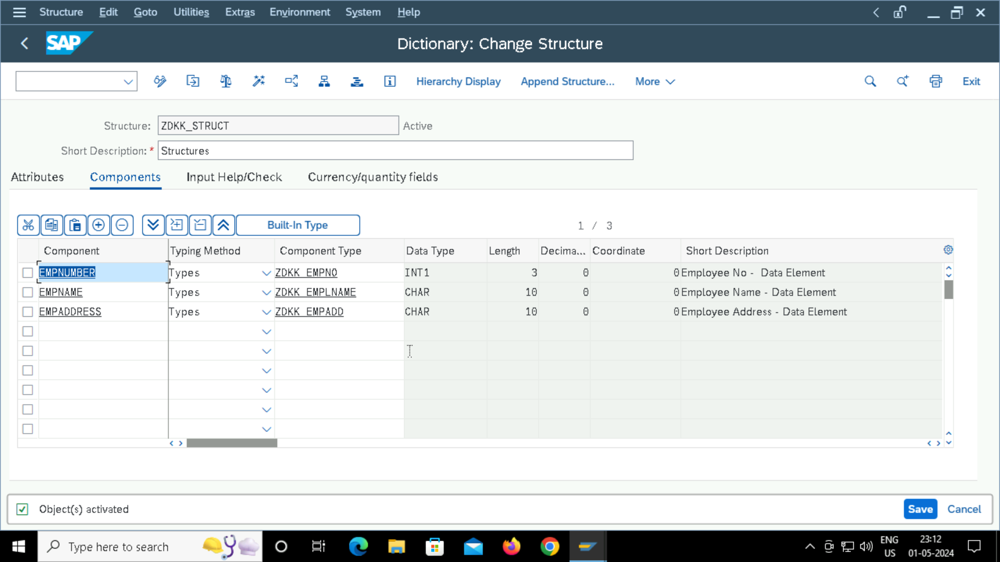 Structure Edit Goto Utilities Extras Environment System Help
SAP Dictionary: Change Structure
Hierarchy Display Append Structure... More Exit
Structure: ZDKK_STRUCT Active
Short Description: * Structures
Attributes Components Input Help/Check Currency/quantity fields
Built-In Type 1 / 3
Component Typing Method Component Type Data Type Length Decima... Coordinate Short Description
EMPNUMBER Types ZDKK_EMPNO INT1 3 0 0 Employee No - Data Element
EMPNAME Types ZDKK_EMPLNAME CHAR 10 0 0 Employee Name - Data Element
EMPADDRESS Types ZDKK_EMPADD CHAR 10 0 0 Employee Address - Data Element
Object(s) activated Save Cancel
Type here to search ENG 23:12
US 01-05-2024